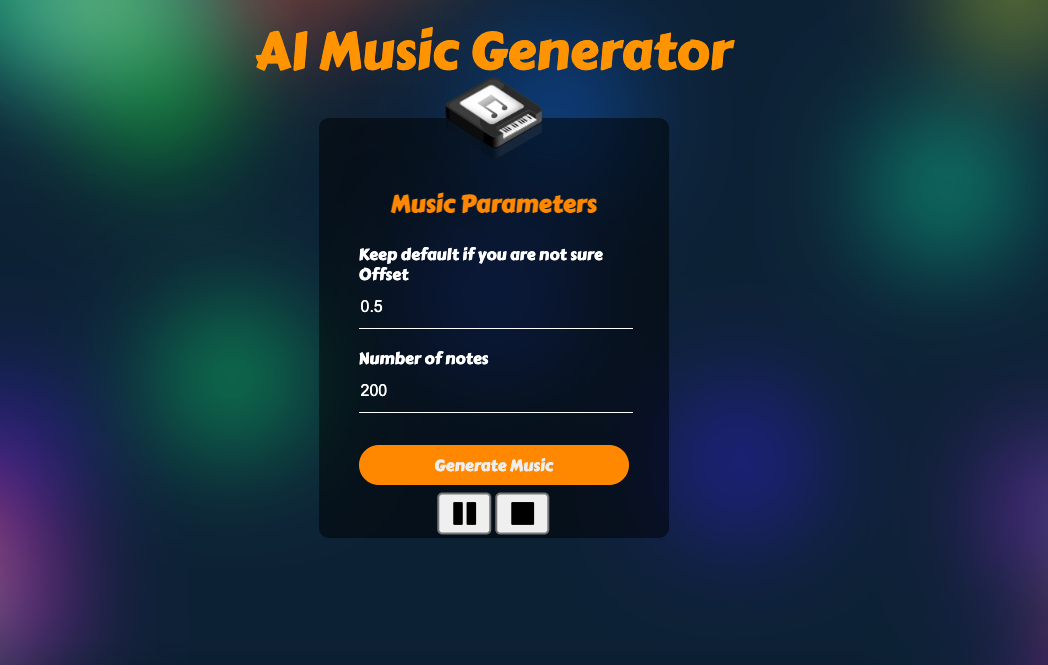 AI Music Generator
Music Parameters
Keep default if you are not sure
Offset
0.5
Number of notes
200
Generate Music